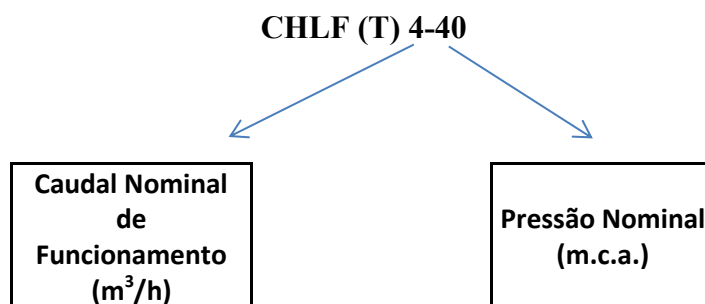 CHLF (T) 4-40
Caudal Nominal
de
Funcionamento
(m³/h)
Pressão Nominal
(m.c.a.)